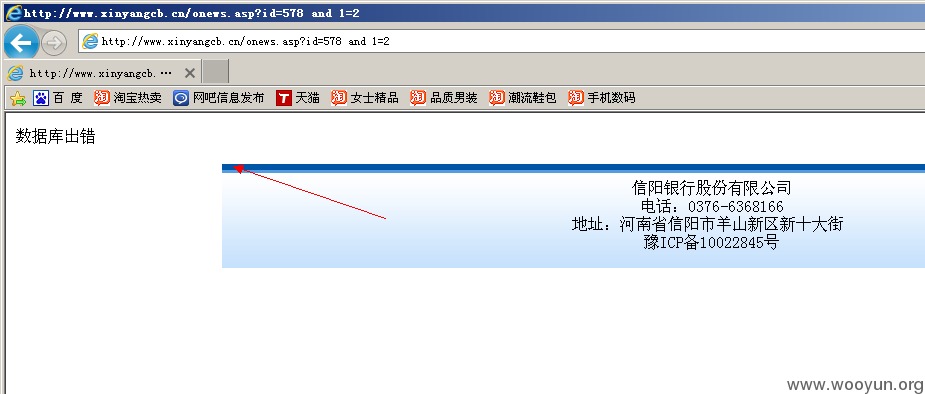 http://www.xinyangcb.cn/onews.asp?id=578 and 1=2
http://www.xinyangcb.cn/onews.asp?id=578 and 1=2
http://www.xinyangcb. ...
百 度 淘宝热卖 网吧信息发布 天猫 女士精品 品质男装 潮流鞋包 手机数码
数据库出错
信阳银行股份有限公司
电话：0376-6368166
地址：河南省信阳市羊山新区新十大街
豫ICP备10022845号
www.wooyun.org